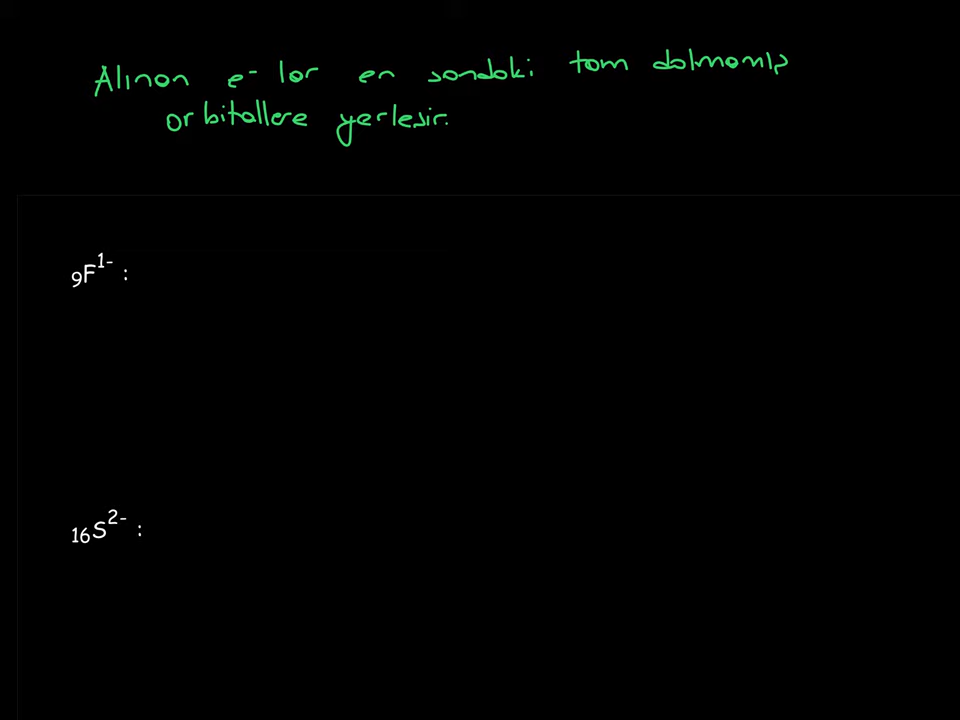 Alınan e⁻ lar en sondaki tam dolmamış
orbitallere yerleşir.
₉F¹⁻ :
₁₆S²⁻ :